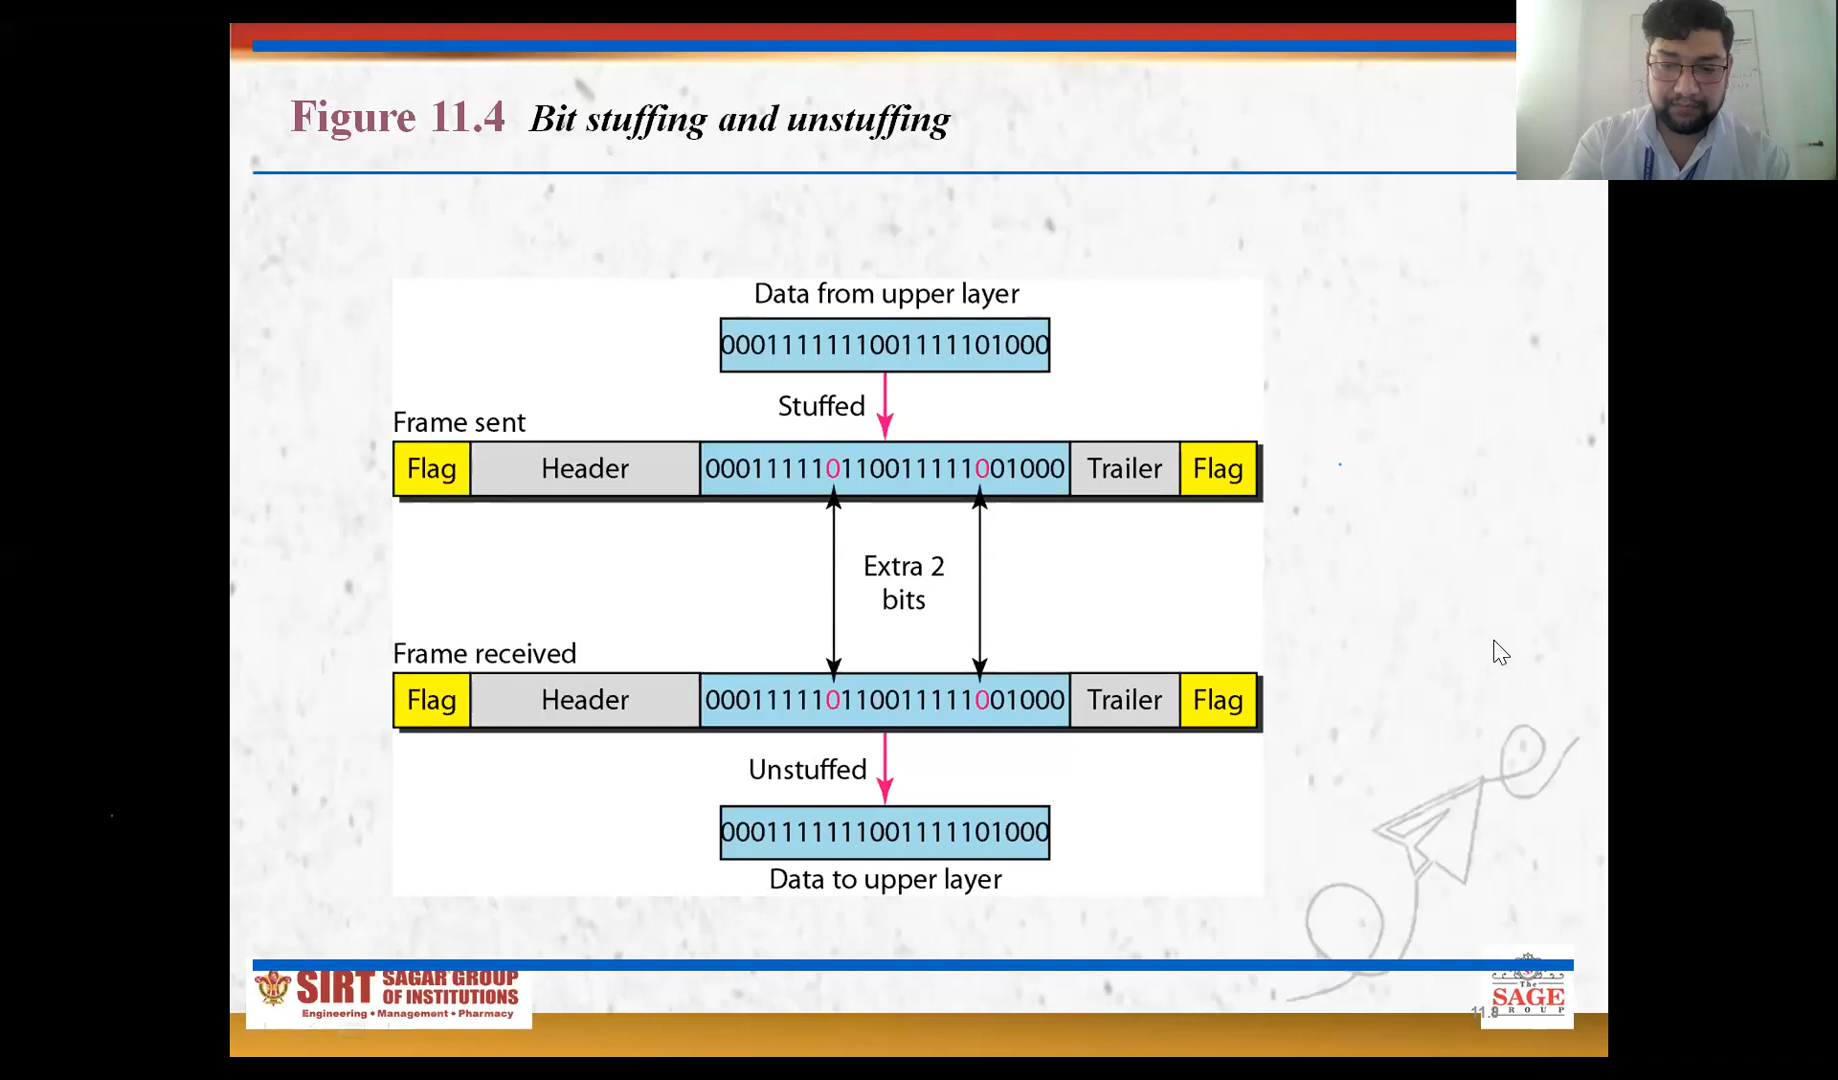 Figure 11.4 Bit stuffing and unstuffing
Data from upper layer
0001111111001111101000
Stuffed
Frame sent
Flag Header 000111110110011111001000 Trailer Flag
Extra 2
bits
Frame received
Flag Header 000111110110011111001000 Trailer Flag
Unstuffed
0001111111001111101000
Data to upper layer
SIRT SAGAR GROUP
OF INSTITUTIONS
Engineering • Management • Pharmacy
The
SAGE
GROUP
11.8